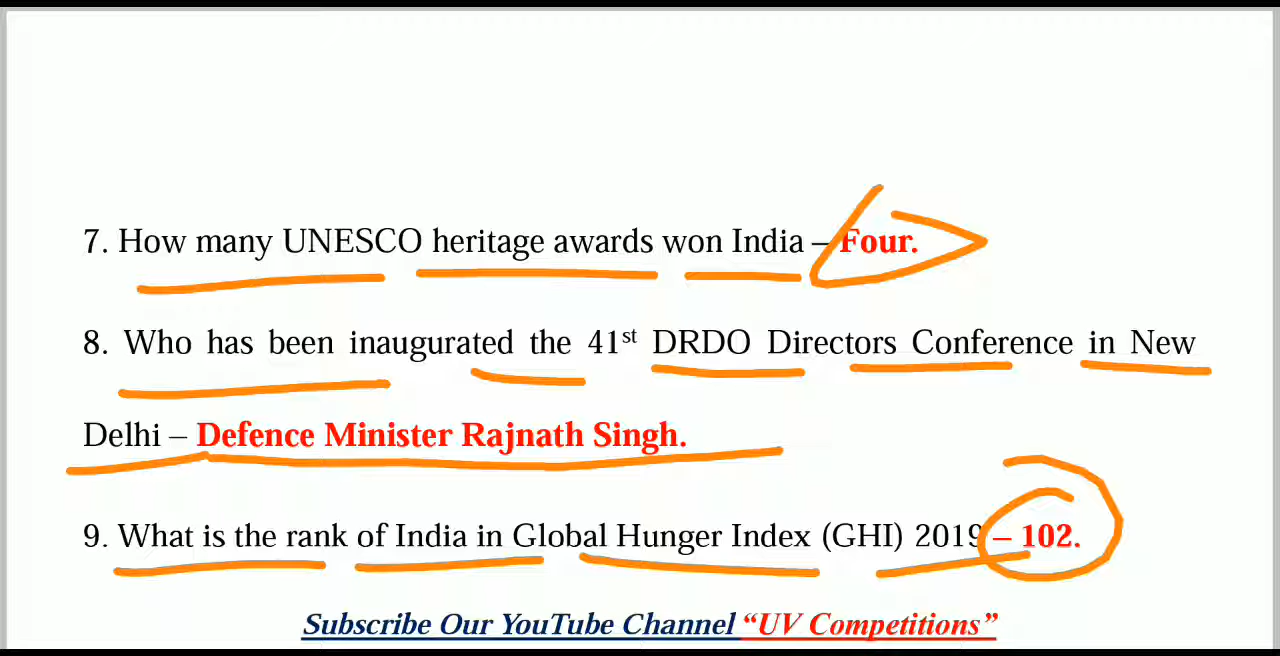 7. How many UNESCO heritage awards won India – Four.
8. Who has been inaugurated the 41st DRDO Directors Conference in New
Delhi – Defence Minister Rajnath Singh.
9. What is the rank of India in Global Hunger Index (GHI) 2019 – 102.
Subscribe Our YouTube Channel “UV Competitions”